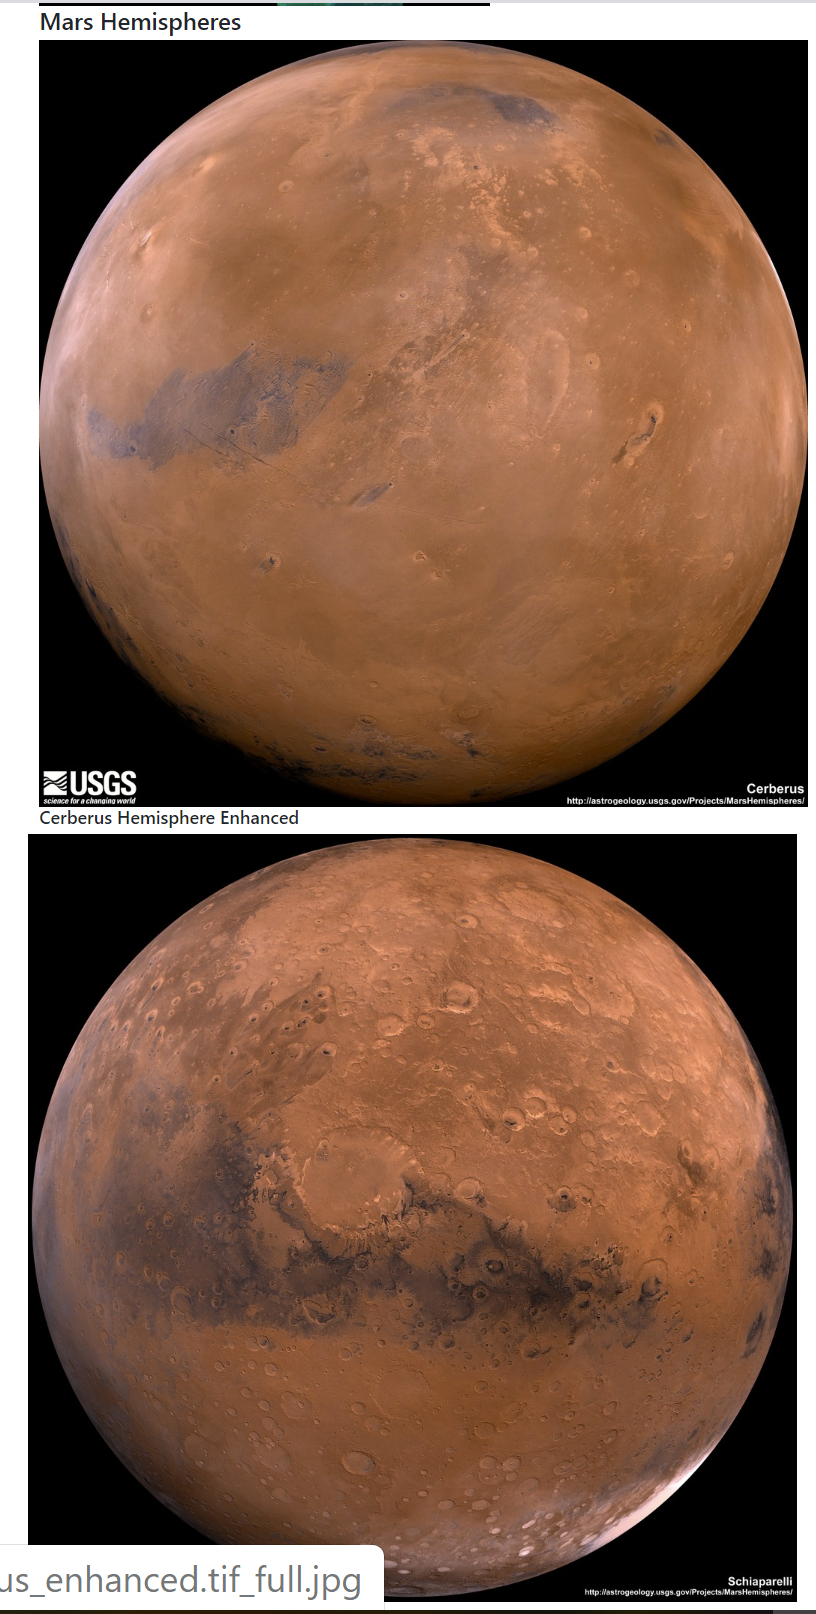 Mars Hemispheres
USGS
science for a changing world
Cerberus
http://astrogeology.usgs.gov/Projects/MarsHemispheres/
Cerberus Hemisphere Enhanced
us_enhanced.tif_full.jpg
Schiaparelli
http://astrogeology.usgs.gov/Projects/MarsHemispheres/